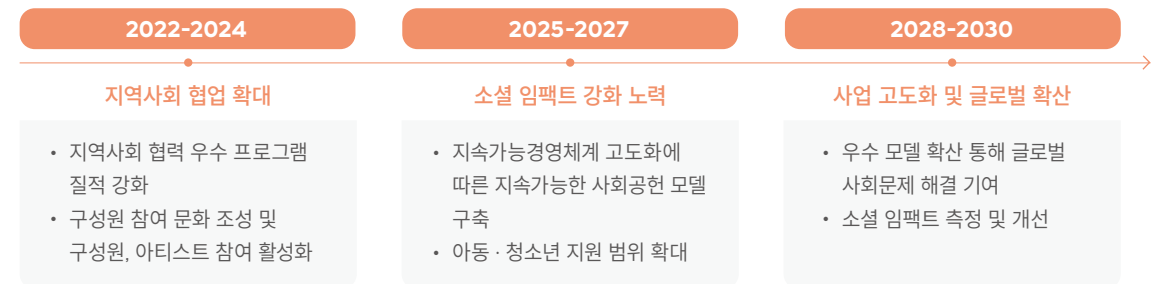 2022-2024
지역사회 협업 확대
• 지역사회 협력 우수 프로그램
질적 강화
• 구성원 참여 문화 조성 및
구성원, 아티스트 참여 활성화
2025-2027
소셜 임팩트 강화 노력
• 지속가능경영체계 고도화에
따른 지속가능한 사회공헌 모델
구축
• 아동 · 청소년 지원 범위 확대
2028-2030
사업 고도화 및 글로벌 확산
• 우수 모델 확산 통해 글로벌
사회문제 해결 기여
• 소셜 임팩트 측정 및 개선